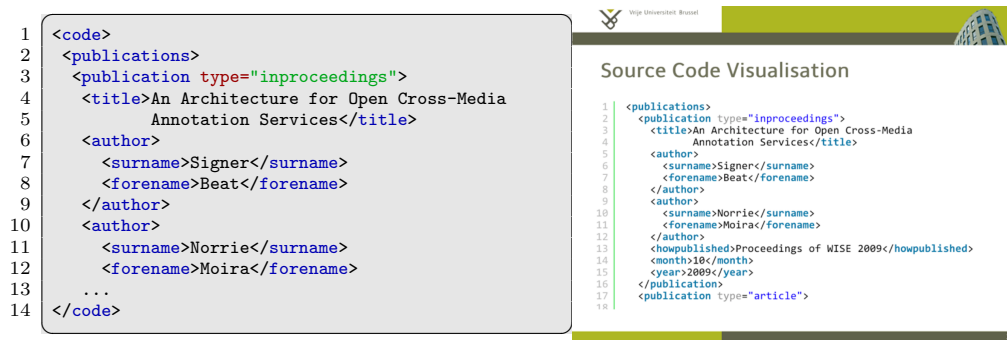 1 <code>
2 <publications>
3 <publication type="inproceedings">
4 <title>An Architecture for Open Cross-Media
5 Annotation Services</title>
6 <author>
7 <surname>Signer</surname>
8 <forename>Beat</forename>
9 </author>
10 <author>
11 <surname>Norrie</surname>
12 <forename>Moira</forename>
13 ...
14 </code>
Vrije Universiteit Brussel
Source Code Visualisation
1 <publications>
2 <publication type="inproceedings">
3 <title>An Architecture for Open Cross-Media
4 Annotation Services</title>
5 <author>
6 <surname>Signer</surname>
7 <forename>Beat</forename>
8 </author>
9 <author>
10 <surname>Norrie</surname>
11 <forename>Moira</forename>
12 </author>
13 <howpublished>Proceedings of WISE 2009</howpublished>
14 <month>10</month>
15 <year>2009</year>
16 </publication>
17 <publication type="article">
18